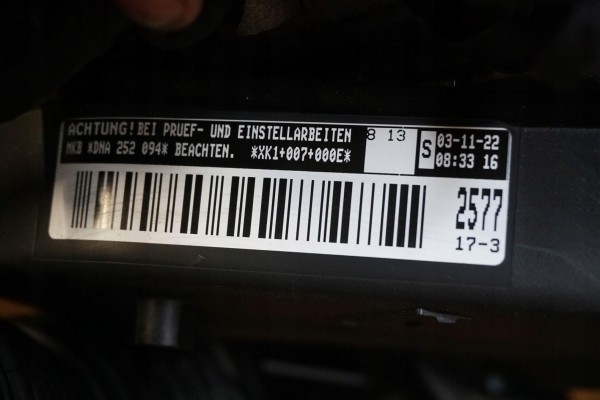 ACHTUNG! BEI PRUEF- UND EINSTELLARBEITEN
MKB *DNA 252 094* BEACHTEN. *XK1+007+000E*
8 13
S
03-11-22
08:33 16
2577
17-3